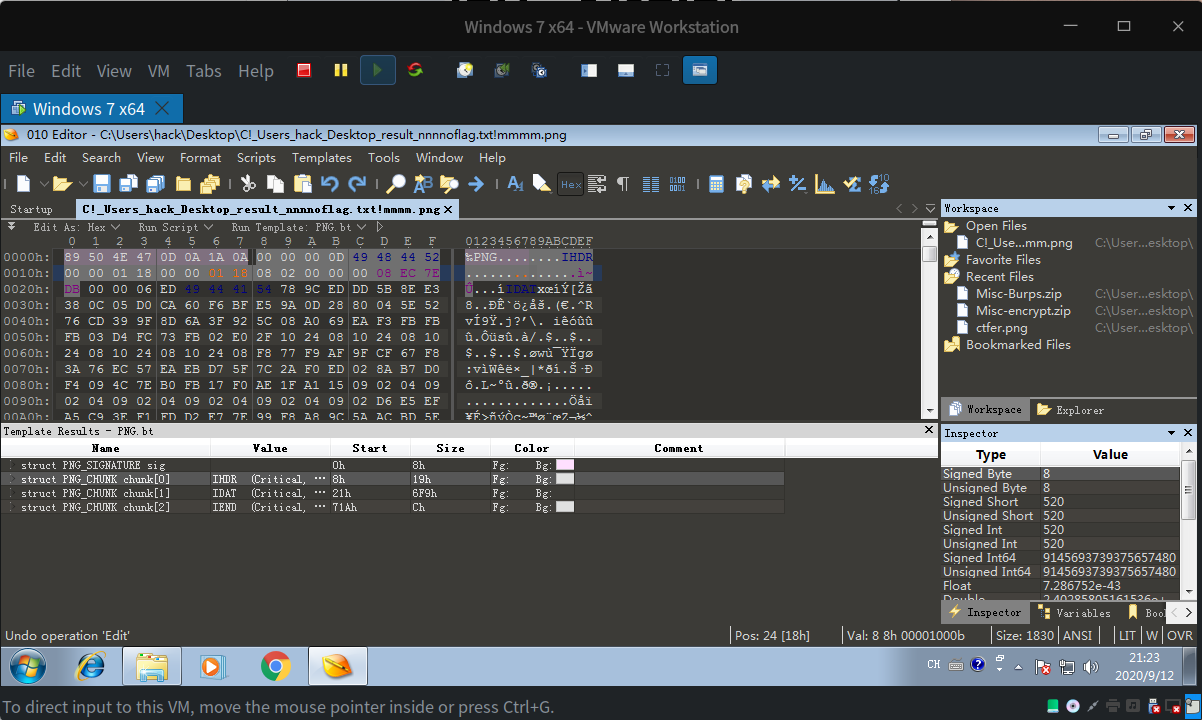 Windows 7 x64 - VMware Workstation
File Edit View VM Tabs Help
Windows 7 x64
010 Editor - C:\Users\hack\Desktop\C!_Users_hack_Desktop_result_nnnnoflag.txt!mmmm.png
File Edit Search View Format Scripts Templates Tools Window Help
Hex
Startup C!_Users_hack_Desktop_result_nnnnoflag.txt!mmmm.png
Edit As: Hex Run Script Run Template: PNG.bt
0 1 2 3 4 5 6 7 8 9 A B C D E F 0123456789ABCDEF
0000h: 89 50 4E 47 0D 0A 1A 0A 00 00 00 0D 49 48 44 52 ‰PNG........IHDR
0010h: 00 00 01 18 00 00 01 18 08 02 00 00 00 08 EC 7E .............ì~
0020h: DB 00 00 06 ED 49 44 41 54 78 9C ED DD 5B 8E E3 Û...íIDATxœíÝ[Žã
0030h: 38 0C 05 D0 CA 60 F6 BF E5 9A 0D 28 80 04 5E 52 8..ÐÊ`ö¿åš.(€.^R
0040h: 76 CD 39 9F 8D 6A 3F 92 5C 08 A0 69 EA F3 FB FB
0050h: FB 03 D4 FC 73 FB 02 E0 2F 10 24 08 10 24 08 10 û.Ôüsû.à/.$..$..
0060h: 24 08 10 24 08 10 24 08 F8 77 F9 AF 9F CF 67 F8 $..$..$.øwù¯ŸÏgø
0070h: 3A 76 EC 57 EA EB D7 5F 7C 2A F0 ED 02 8A B7 D0 :vìWêë×_|*ðí.Š·Ð
0080h: F4 09 4C 7E B0 FB 17 F0 AE 1F A1 15 09 02 04 09 ô.L~°û.ð®.¡.....
0090h: 02 04 09 02 04 09 02 04 09 02 04 09 02 D6 E5 EF .............Öåï
00A0h: A5 C9 3E F1 FD D2 E7 7E 99 F8 A8 9C 5A AC BD 5E
Template Results - PNG.bt
Name Value Start Size Color Comment
struct PNG_SIGNATURE sig 0h 8h Fg: Bg:
struct PNG_CHUNK chunk[0] IHDR (Critical, ... 8h 19h Fg: Bg:
struct PNG_CHUNK chunk[1] IDAT (Critical, ... 21h 6F9h Fg: Bg:
struct PNG_CHUNK chunk[2] IEND (Critical, ... 71Ah Ch Fg: Bg:
Workspace
Open Files
C!_Use...mm.png C:\User...esktop\
Favorite Files
Recent Files
Misc-Burps.zip C:\User...esktop\
Misc-encrypt.zip C:\User...esktop\
ctfer.png C:\User...esktop\
Bookmarked Files
Workspace Explorer
Inspector
Type Value
Signed Byte 8
Unsigned Byte 8
Signed Short 520
Unsigned Short 520
Signed Int 520
Unsigned Int 520
Signed Int64 9145693739375657480
Unsigned Int64 9145693739375657480
Float 7.286752e-43
Inspector Variables Boo
Undo operation 'Edit' Pos: 24 [18h] Val: 8 8h 00001000b Size: 1830 ANSI LIT W OVR
CH 21:23
2020/9/12
To direct input to this VM, move the mouse pointer inside or press Ctrl+G.